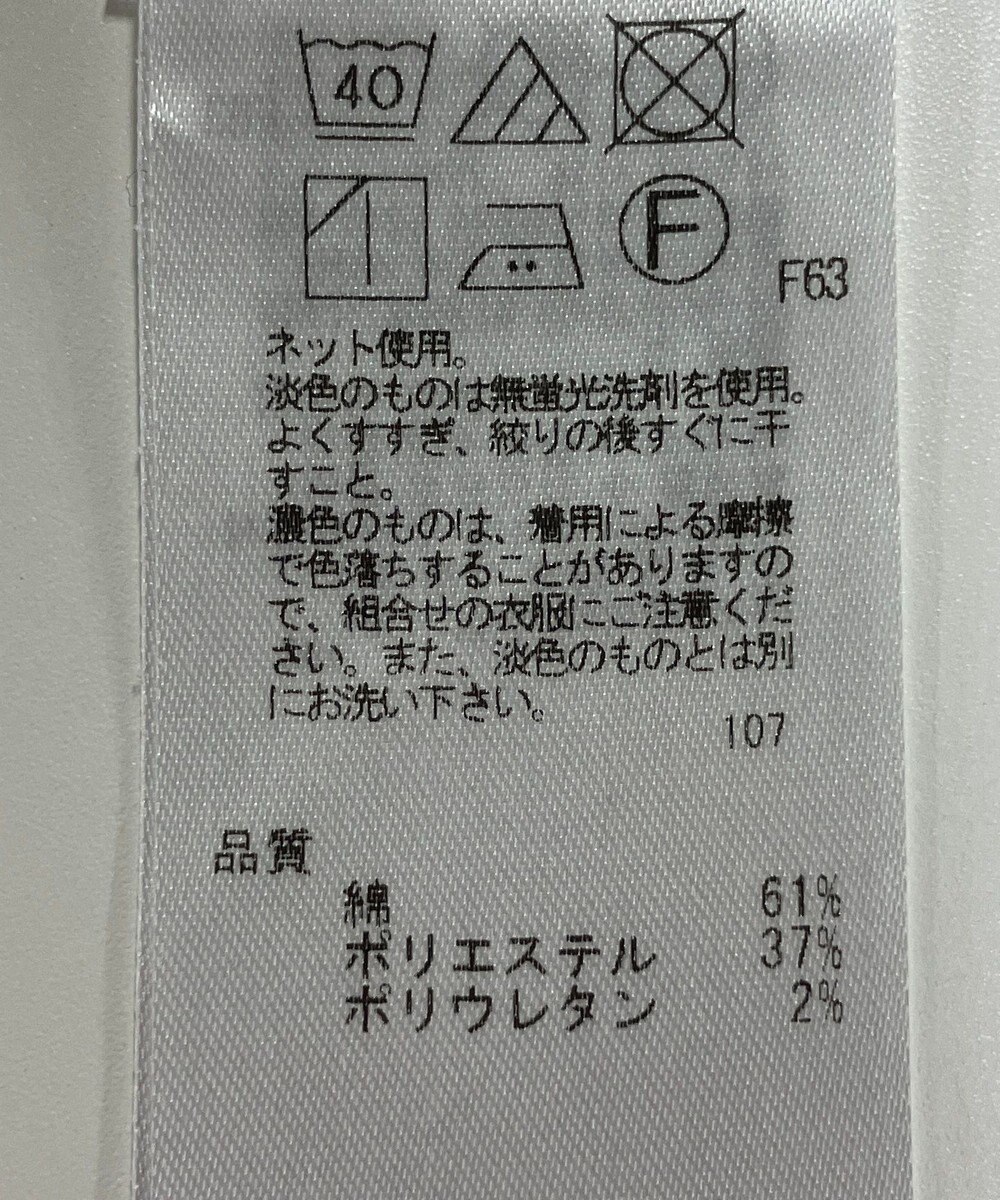 40
F
F63
ネット使用。
淡色のものは無蛍光洗剤を使用。
よくすすぎ、絞りの後すぐに干
すこと。
濃色のものは、着用による摩擦
で色落ちすることがありますの
で、組合せの衣服にご注意くだ
さい。また、淡色のものとは別
にお洗い下さい。
107
品質
綿 61%
ポリエステル 37%
ポリウレタン 2%